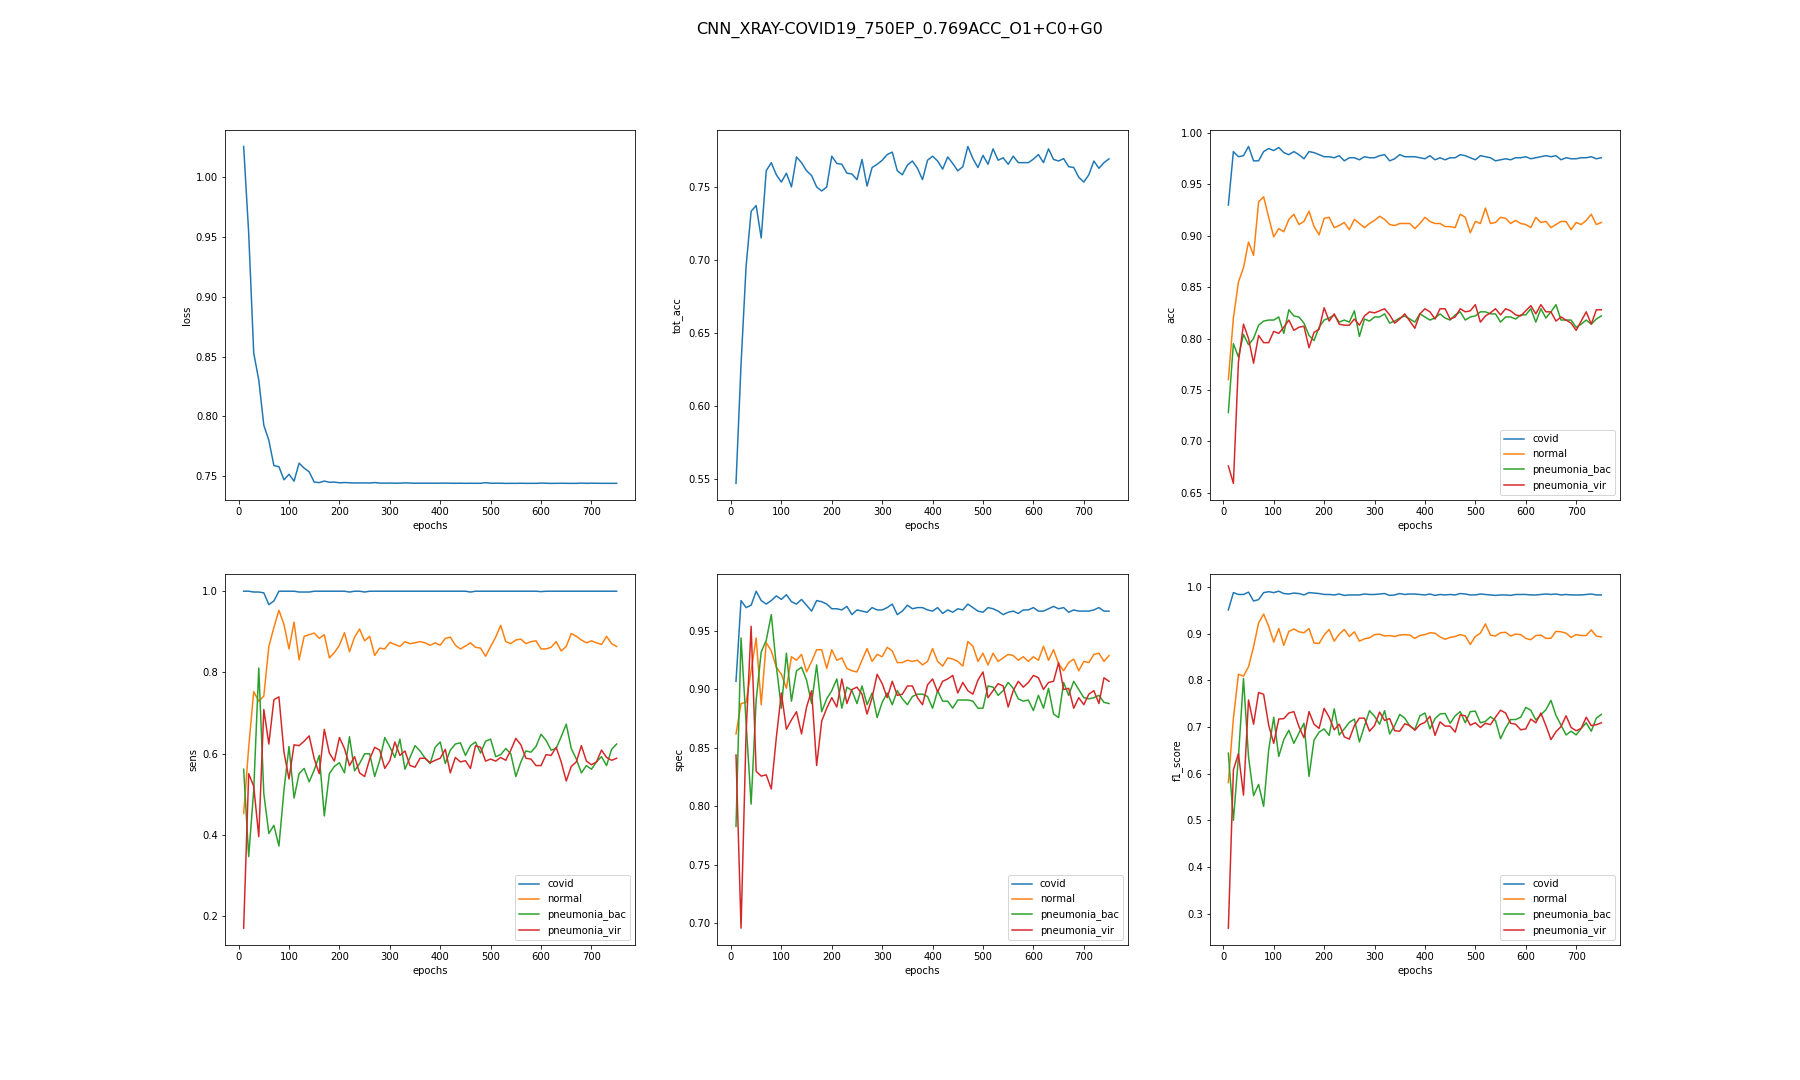 CNN_XRAY-COVID19_750EP_0.769ACC_O1+C0+G0
1.00
0.95
0.90
0.85
0.80
0.75
loss
0 100 200 300 400 500 600 700
epochs
0.75
0.70
0.65
0.60
0.55
tot_acc
0 100 200 300 400 500 600 700
epochs
1.00
0.95
0.90
0.85
0.80
0.75
0.70
0.65
acc
covid
normal
pneumonia_bac
pneumonia_vir
0 100 200 300 400 500 600 700
epochs
1.0
0.8
0.6
0.4
0.2
sens
covid
normal
pneumonia_bac
pneumonia_vir
0 100 200 300 400 500 600 700
epochs
0.95
0.90
0.85
0.80
0.75
0.70
spec
covid
normal
pneumonia_bac
pneumonia_vir
0 100 200 300 400 500 600 700
epochs
1.0
0.9
0.8
0.7
0.6
0.5
0.4
0.3
f1_score
covid
normal
pneumonia_bac
pneumonia_vir
0 100 200 300 400 500 600 700
epochs